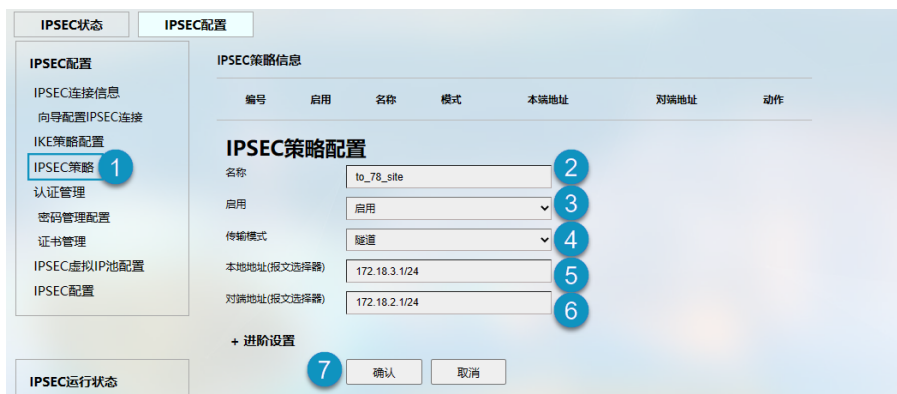 IPSEC状态 IPSEC配置
IPSEC配置
IPSEC连接信息
向导配置IPSEC连接
IKE策略配置
IPSEC策略 1
认证管理
密码管理配置
证书管理
IPSEC虚拟IP池配置
IPSEC配置
IPSEC运行状态
IPSEC策略信息
编号 启用 名称 模式 本端地址 对端地址 动作
IPSEC策略配置
名称 to_78_site 2
启用 启用 3
传输模式 隧道 4
本地地址(报文选择器) 172.18.3.1/24 5
对端地址(报文选择器) 172.18.2.1/24 6
+ 进阶设置
7 确认 取消